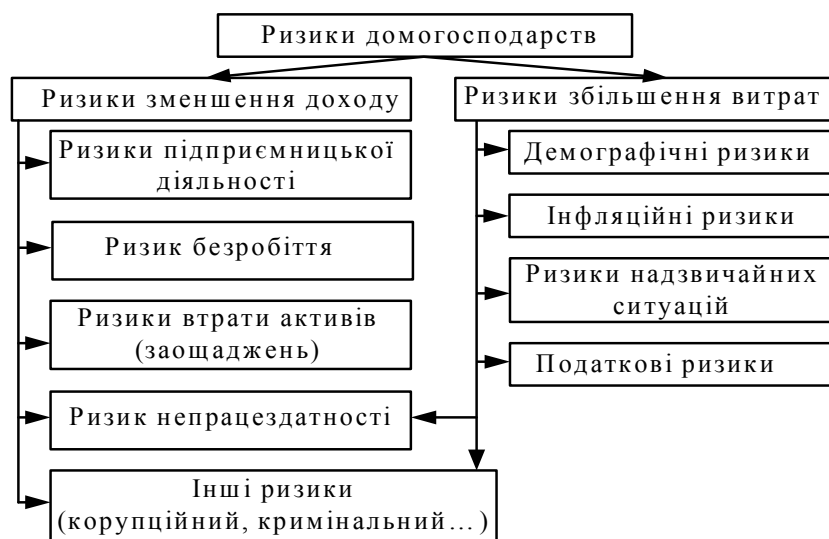 Ризики домогосподарств
Ризики зменшення доходу
Ризики підприємницької
діяльності
Ризик безробіття
Ризики втрати активів
(заощаджень)
Ризик непрацездатності
Інші ризики
(корупційний, кримінальний…)
Ризики збільшення витрат
Демографічні ризики
Інфляційні ризики
Ризики надзвичайних
ситуацій
Податкові ризики